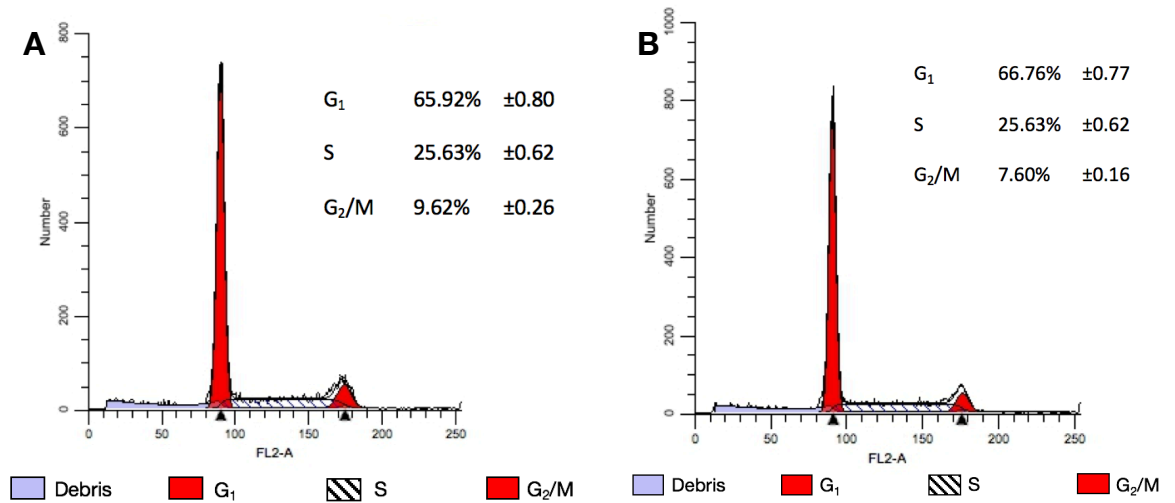 A
800
600
400
200
0
Number
G₁ 65.92% ±0.80
S 25.63% ±0.62
G₂/M 9.62% ±0.26
0 50 100 150 200 250
FL2-A
Debris G₁ S G₂/M
B
1000
800
600
400
200
0
Number
G₁ 66.76% ±0.77
S 25.63% ±0.62
G₂/M 7.60% ±0.16
0 50 100 150 200 250
FL2-A
Debris G₁ S G₂/M